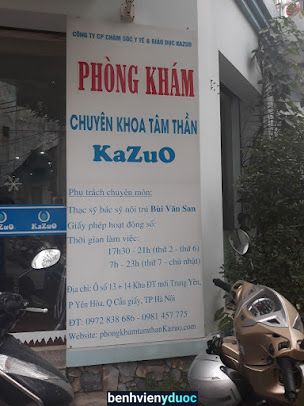 CÔNG TY CP CHĂM SÓC Y TẾ & GIÁO DỤC KAZUO
PHÒNG KHÁM
CHUYÊN KHOA TÂM THẦN
KaZuO
Phụ trách chuyên môn:
Thạc sỹ bác sỹ nội trú Bùi Văn San
Giấy phép hoạt động số:
Thời gian làm việc:
17h30 - 21h (thứ 2 - thứ 6)
7h - 23h (thứ 7 - chủ nhật)
Địa chỉ: Ô số 13 + 14 Khu ĐT mới Trung Yên,
P Yên Hòa, Q Cầu giấy, TP Hà Nội
ĐT: 0972 838 686 - 0981 457 775
Website: phongkhamtamthanKazuo.com
KaZuO
benhvienyduoc